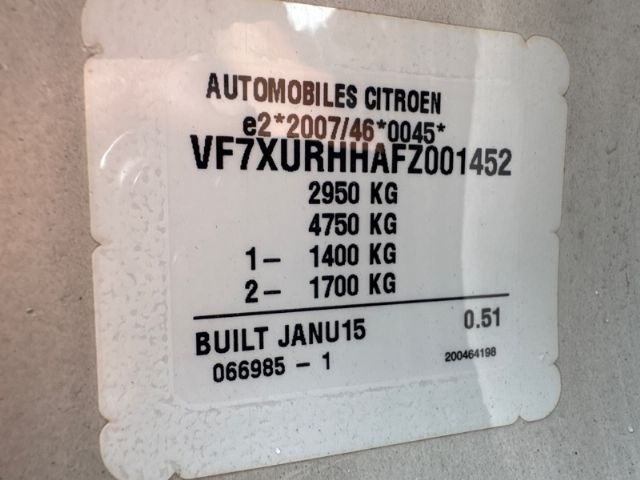 AUTOMOBILES CITROEN
e2*2007/46*0045*
VF7XURHHAFZ001452
2950 KG
4750 KG
1- 1400 KG
2- 1700 KG
BUILT JANU15 0.51
066985 - 1 200464198